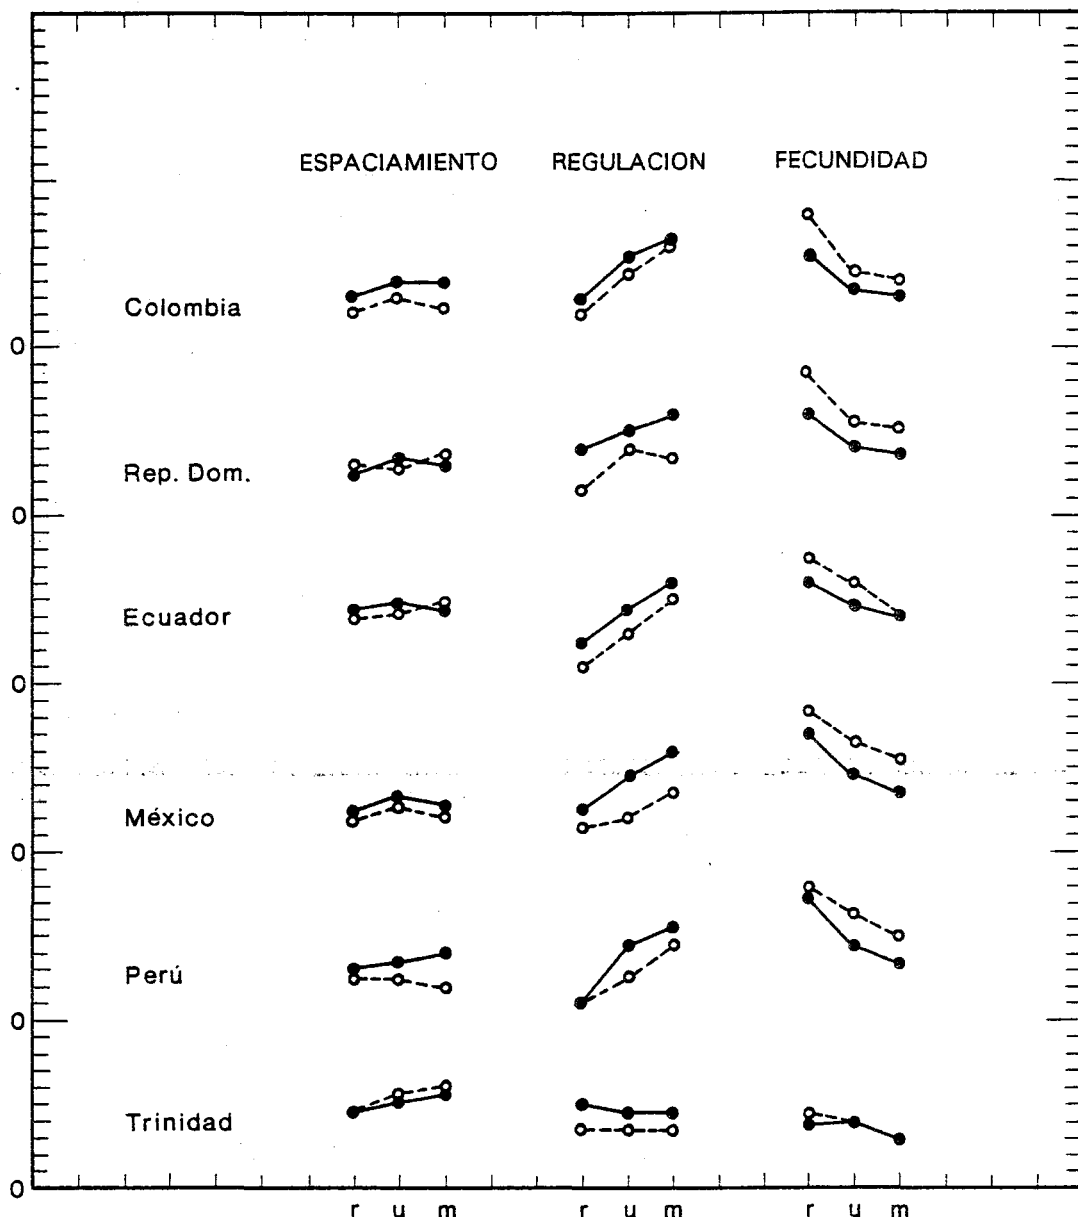 ESPACIAMIENTO REGULACION FECUNDIDAD
Colombia
0
Rep. Dom.
0
Ecuador
0
México
0
Perú
0
Trinidad
0
r u m r u m r u m